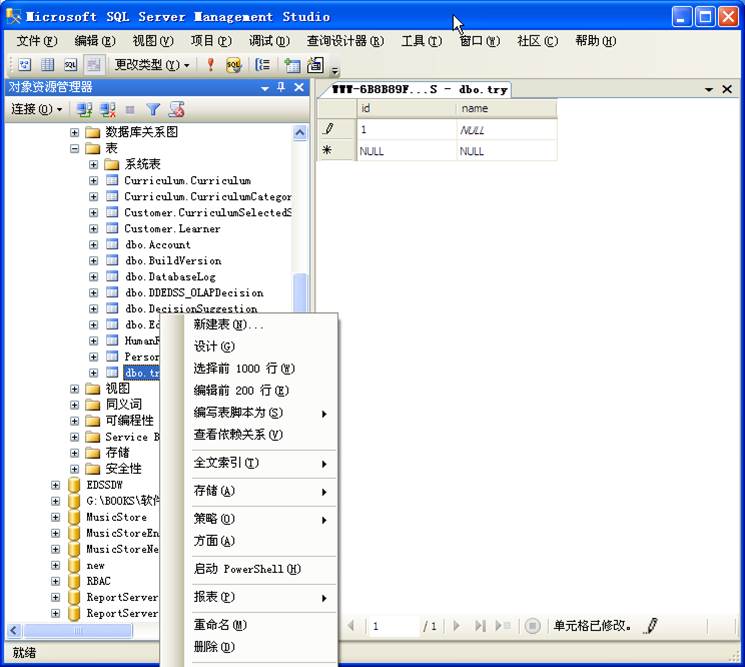 Microsoft SQL Server Management Studio
文件(F) 编辑(E) 视图(V) 项目(P) 调试(D) 查询设计器(R) 工具(T) 窗口(W) 社区(C) 帮助(H)
更改类型(Y)
对象资源管理器
TTT-6B8B89F...S - dbo.try
连接(O)
数据库关系图
表
系统表
Curriculum.Curriculum
Curriculum.CurriculumCategor
Customer.CurriculumSelectedS
Customer.Learner
dbo.Account
dbo.BuildVersion
dbo.DatabaseLog
dbo.DDEDSS_OLAPDecision
dbo.DecisionSuggestion
dbo.Ed
HumanR
Person
dbo.try
视图
同义词
可编程性
Service B
存储
安全性
EDSSDW
G:\BOOKS\软件
MusicStore
MusicStoreEn
MusicStoreNe
new
RBAC
ReportServer
ReportServer
id name
1 NULL
NULL NULL
新建表(N)...
设计(G)
选择前 1000 行(W)
编辑前 200 行(E)
编写表脚本为(S)
查看依赖关系(V)
全文索引(T)
存储(A)
策略(O)
方面(A)
启动 PowerShell(H)
报表(P)
重命名(M)
删除(D)
1 / 1 单元格已修改。
就绪